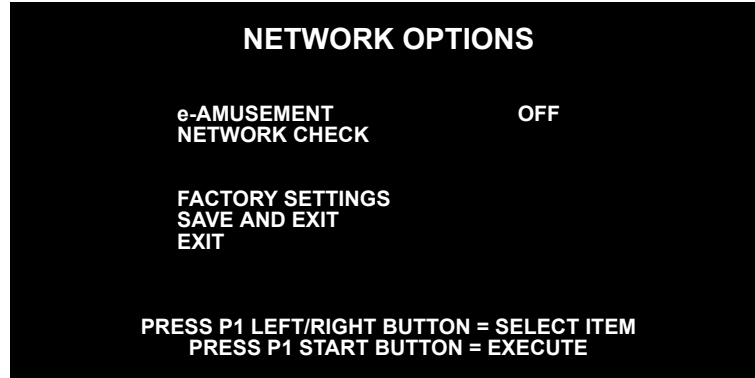 NETWORK OPTIONS
e-AMUSEMENT OFF
NETWORK CHECK
FACTORY SETTINGS
SAVE AND EXIT
EXIT
PRESS P1 LEFT/RIGHT BUTTON = SELECT ITEM
PRESS P1 START BUTTON = EXECUTE